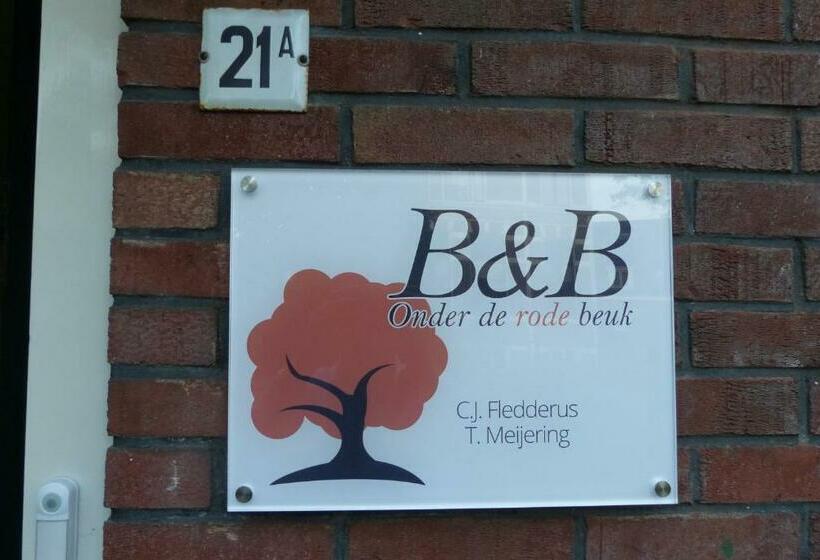 21A
B&B
Onder de rode beuk
C.J. Fledderus
T. Meijering